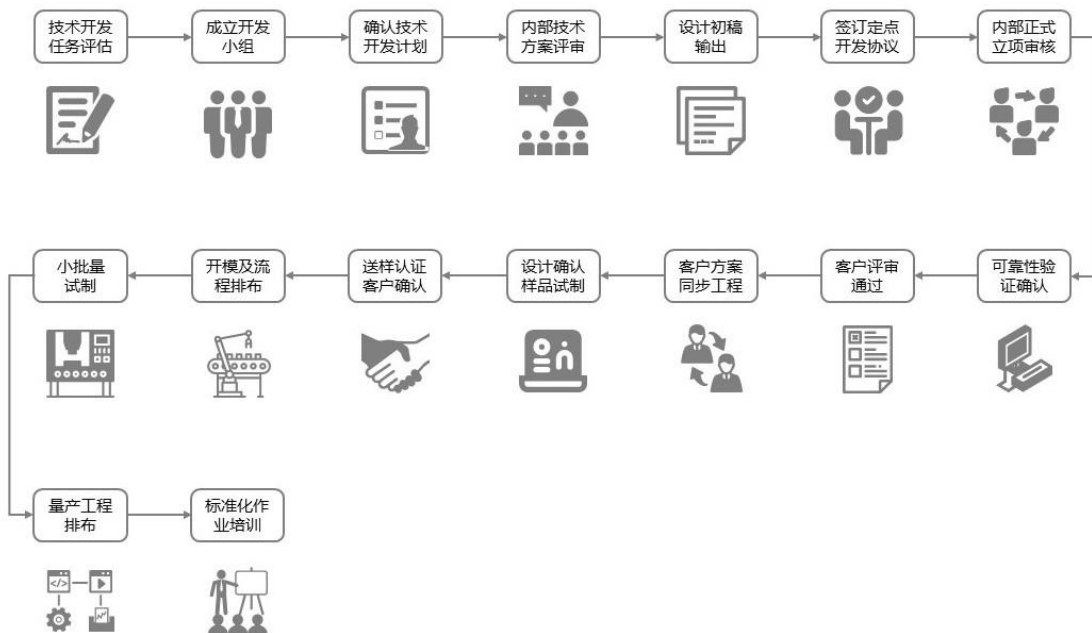 技术开发
任务评估
成立开发
小组
确认技术
开发计划
内部技术
方案评审
设计初稿
输出
签订定点
开发协议
内部正式
立项审核
可靠性验
证确认
客户评审
通过
客户方案
同步工程
设计确认
样品试制
送样认证
客户确认
开模及流
程排布
小批量
试制
量产工程
排布
标准化作
业培训